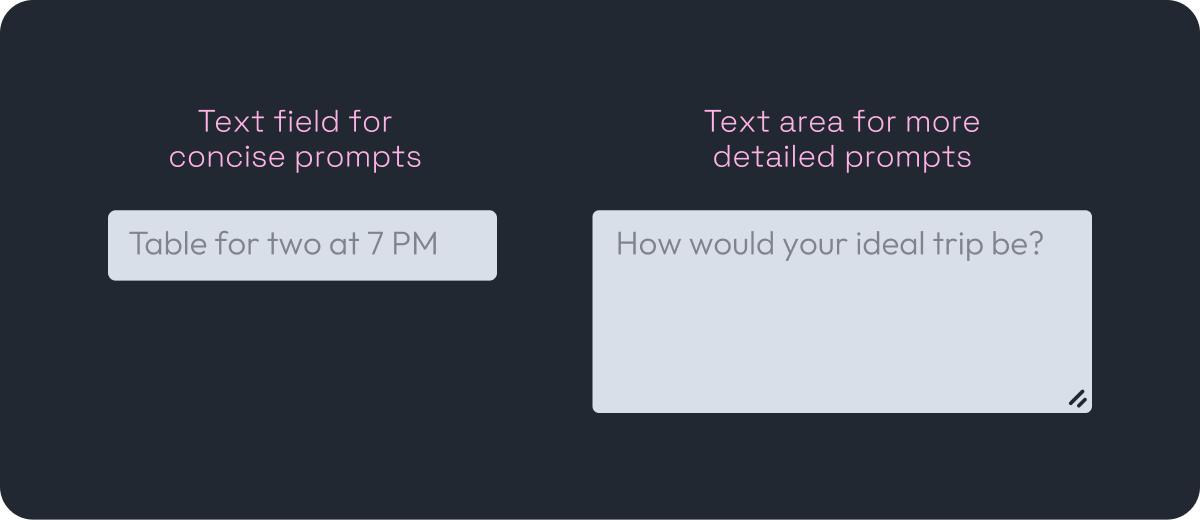 Text field for
concise prompts
Table for two at 7 PM
Text area for more
detailed prompts
How would your ideal trip be?